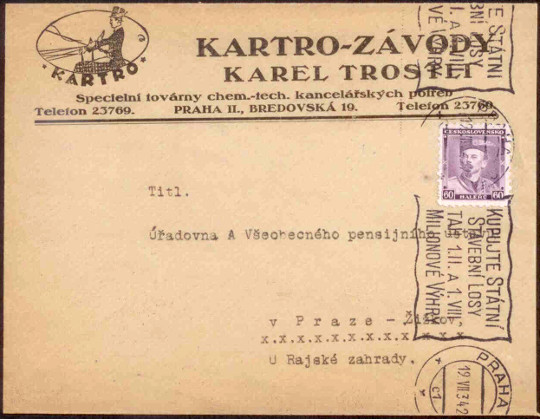 KARTRO
KARTRO-ZÁVODY
KAREL TROSTLI
Specielní továrny chem.-tech. kancelářských potřeb
Telefon 23769. PRAHA II., BREDOVSKÁ 19. Telefon 23769.
ČESKOSLOVENSKO
60 HALÉŘŮ 60
Titl.
Úřadovna A Všeobecného pensijního ústavu
v Praze - Žižkov.
x.x.x.x.x.x.x.x.x.x.x
U Rajské zahrady.
KUPUJTE STÁTNÍ
STAVEBNÍ LOSY
TAH 1.II. A 1.VIII.
MILIONOVÉ VÝHRY
PRAHA